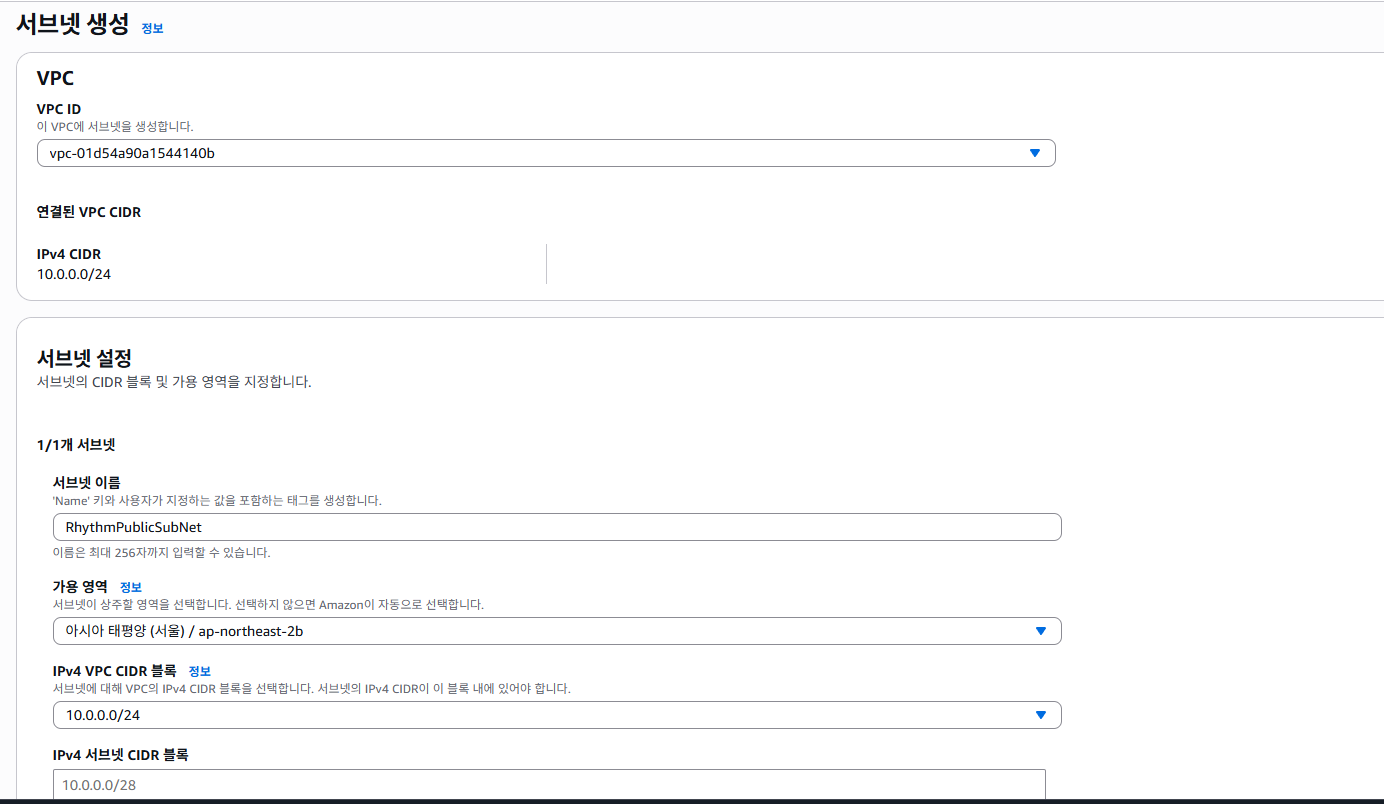 서브넷 생성 정보
VPC
VPC ID
이 VPC에 서브넷을 생성합니다.
vpc-01d54a90a1544140b
연결된 VPC CIDR
IPv4 CIDR
10.0.0.0/24
서브넷 설정
서브넷의 CIDR 블록 및 가용 영역을 지정합니다.
1/1개 서브넷
서브넷 이름
'Name' 키와 사용자가 지정하는 값을 포함하는 태그를 생성합니다.
RhythmPublicSubNet
이름은 최대 256자까지 입력할 수 있습니다.
가용 영역 정보
서브넷이 상주할 영역을 선택합니다. 선택하지 않으면 Amazon이 자동으로 선택합니다.
아시아 태평양 (서울) / ap-northeast-2b
IPv4 VPC CIDR 블록 정보
서브넷에 대해 VPC의 IPv4 CIDR 블록을 선택합니다. 서브넷의 IPv4 CIDR이 이 블록 내에 있어야 합니다.
10.0.0.0/24
IPv4 서브넷 CIDR 블록
10.0.0.0/28